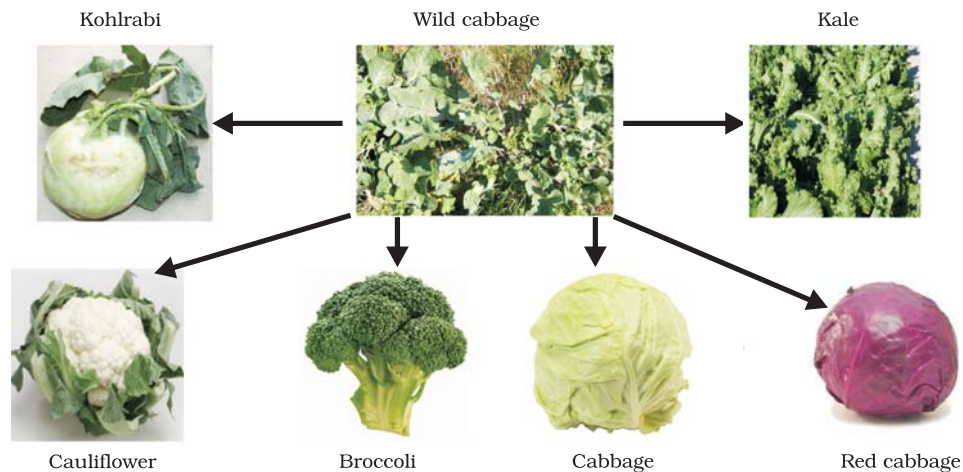 Kohlrabi
Wild cabbage
Kale
Cauliflower
Broccoli
Cabbage
Red cabbage